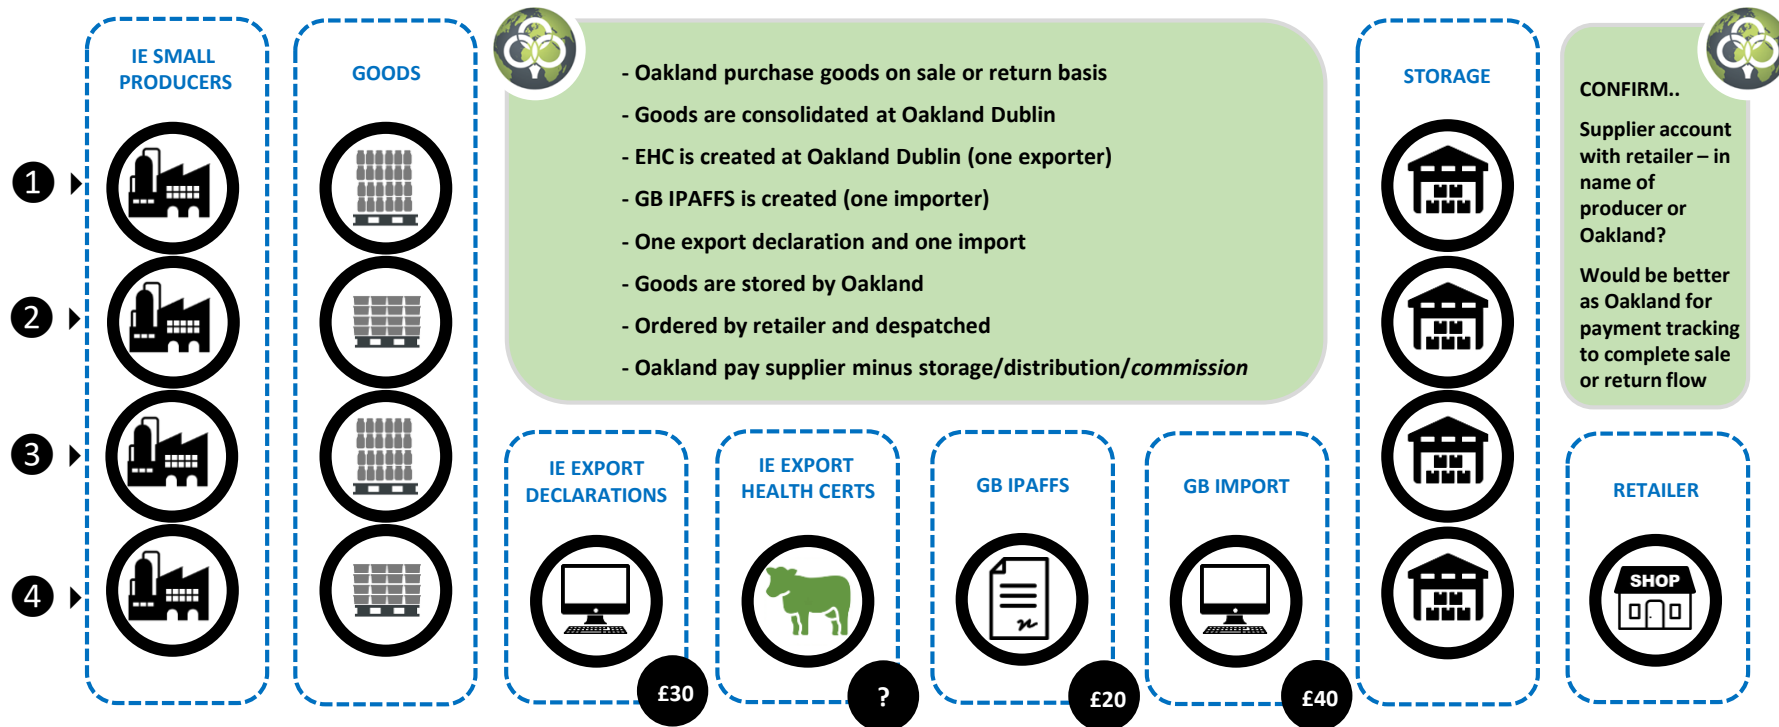 IE SMALL
PRODUCERS
1
2
3
4
GOODS
- Oakland purchase goods on sale or return basis
- Goods are consolidated at Oakland Dublin
- EHC is created at Oakland Dublin (one exporter)
- GB IPAFFS is created (one importer)
- One export declaration and one import
- Goods are stored by Oakland
- Ordered by retailer and despatched
- Oakland pay supplier minus storage/distribution/commission
IE EXPORT
DECLARATIONS
£30
IE EXPORT
HEALTH CERTS
?
GB IPAFFS
£20
GB IMPORT
£40
STORAGE
CONFIRM..
Supplier account
with retailer – in
name of
producer or
Oakland?
Would be better
as Oakland for
payment tracking
to complete sale
or return flow
RETAILER
SHOP